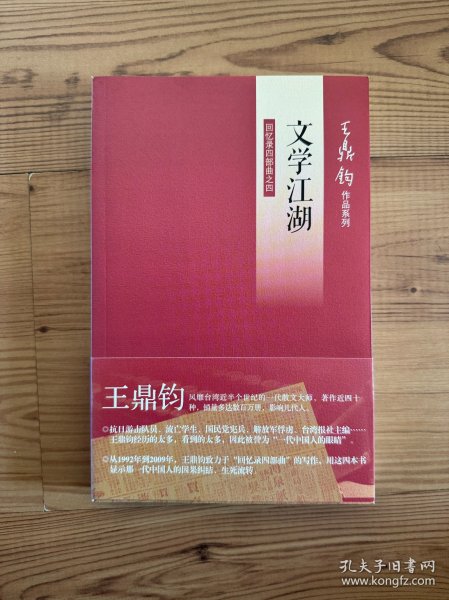 王鼎钧
作品系列
文学江湖
回忆录四部曲之四
王鼎钧
风靡台湾近半个世纪的一代散文大师，著作近四十
种，销量多达数百万册，影响几代人。
◎抗日游击队员、流亡学生、国民党宪兵、解放军俘虏、台湾报社主编……
王鼎钧经历的太多，看到的太多，因此被誉为“一代中国人的眼睛”。
◎从1992年到2009年，王鼎钧致力于“回忆录四部曲”的写作，用这四本书
显示那一代中国人的因果纠结、生死流转
孔夫子旧书网
www.kongfz.com